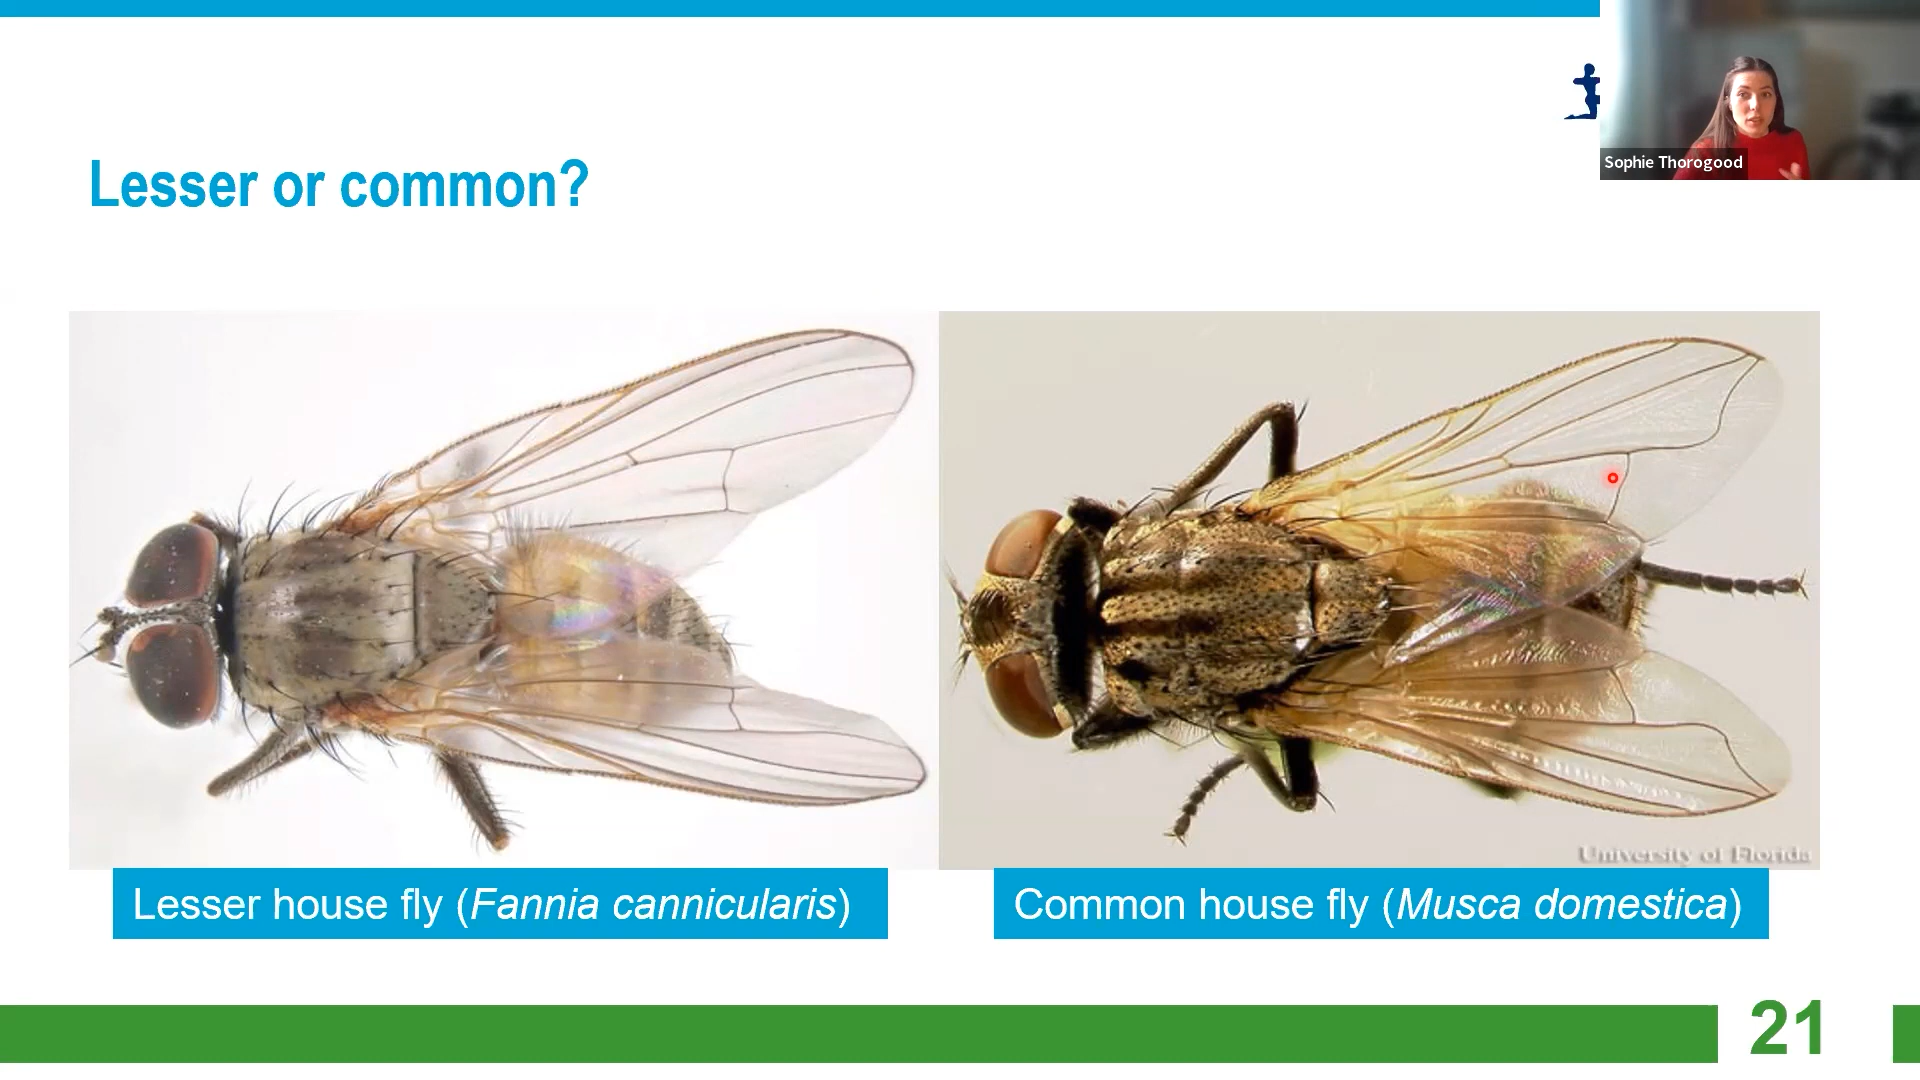 Sophie Thorogood
Lesser or common?
University of Florida
Lesser house fly (Fannia cannicularis)
Common house fly (Musca domestica)
21